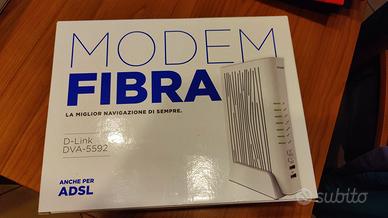 MODEM
FIBRA
LA MIGLIOR NAVIGAZIONE DI SEMPRE.
D-Link
DVA-5592
ANCHE PER
ADSL
subito